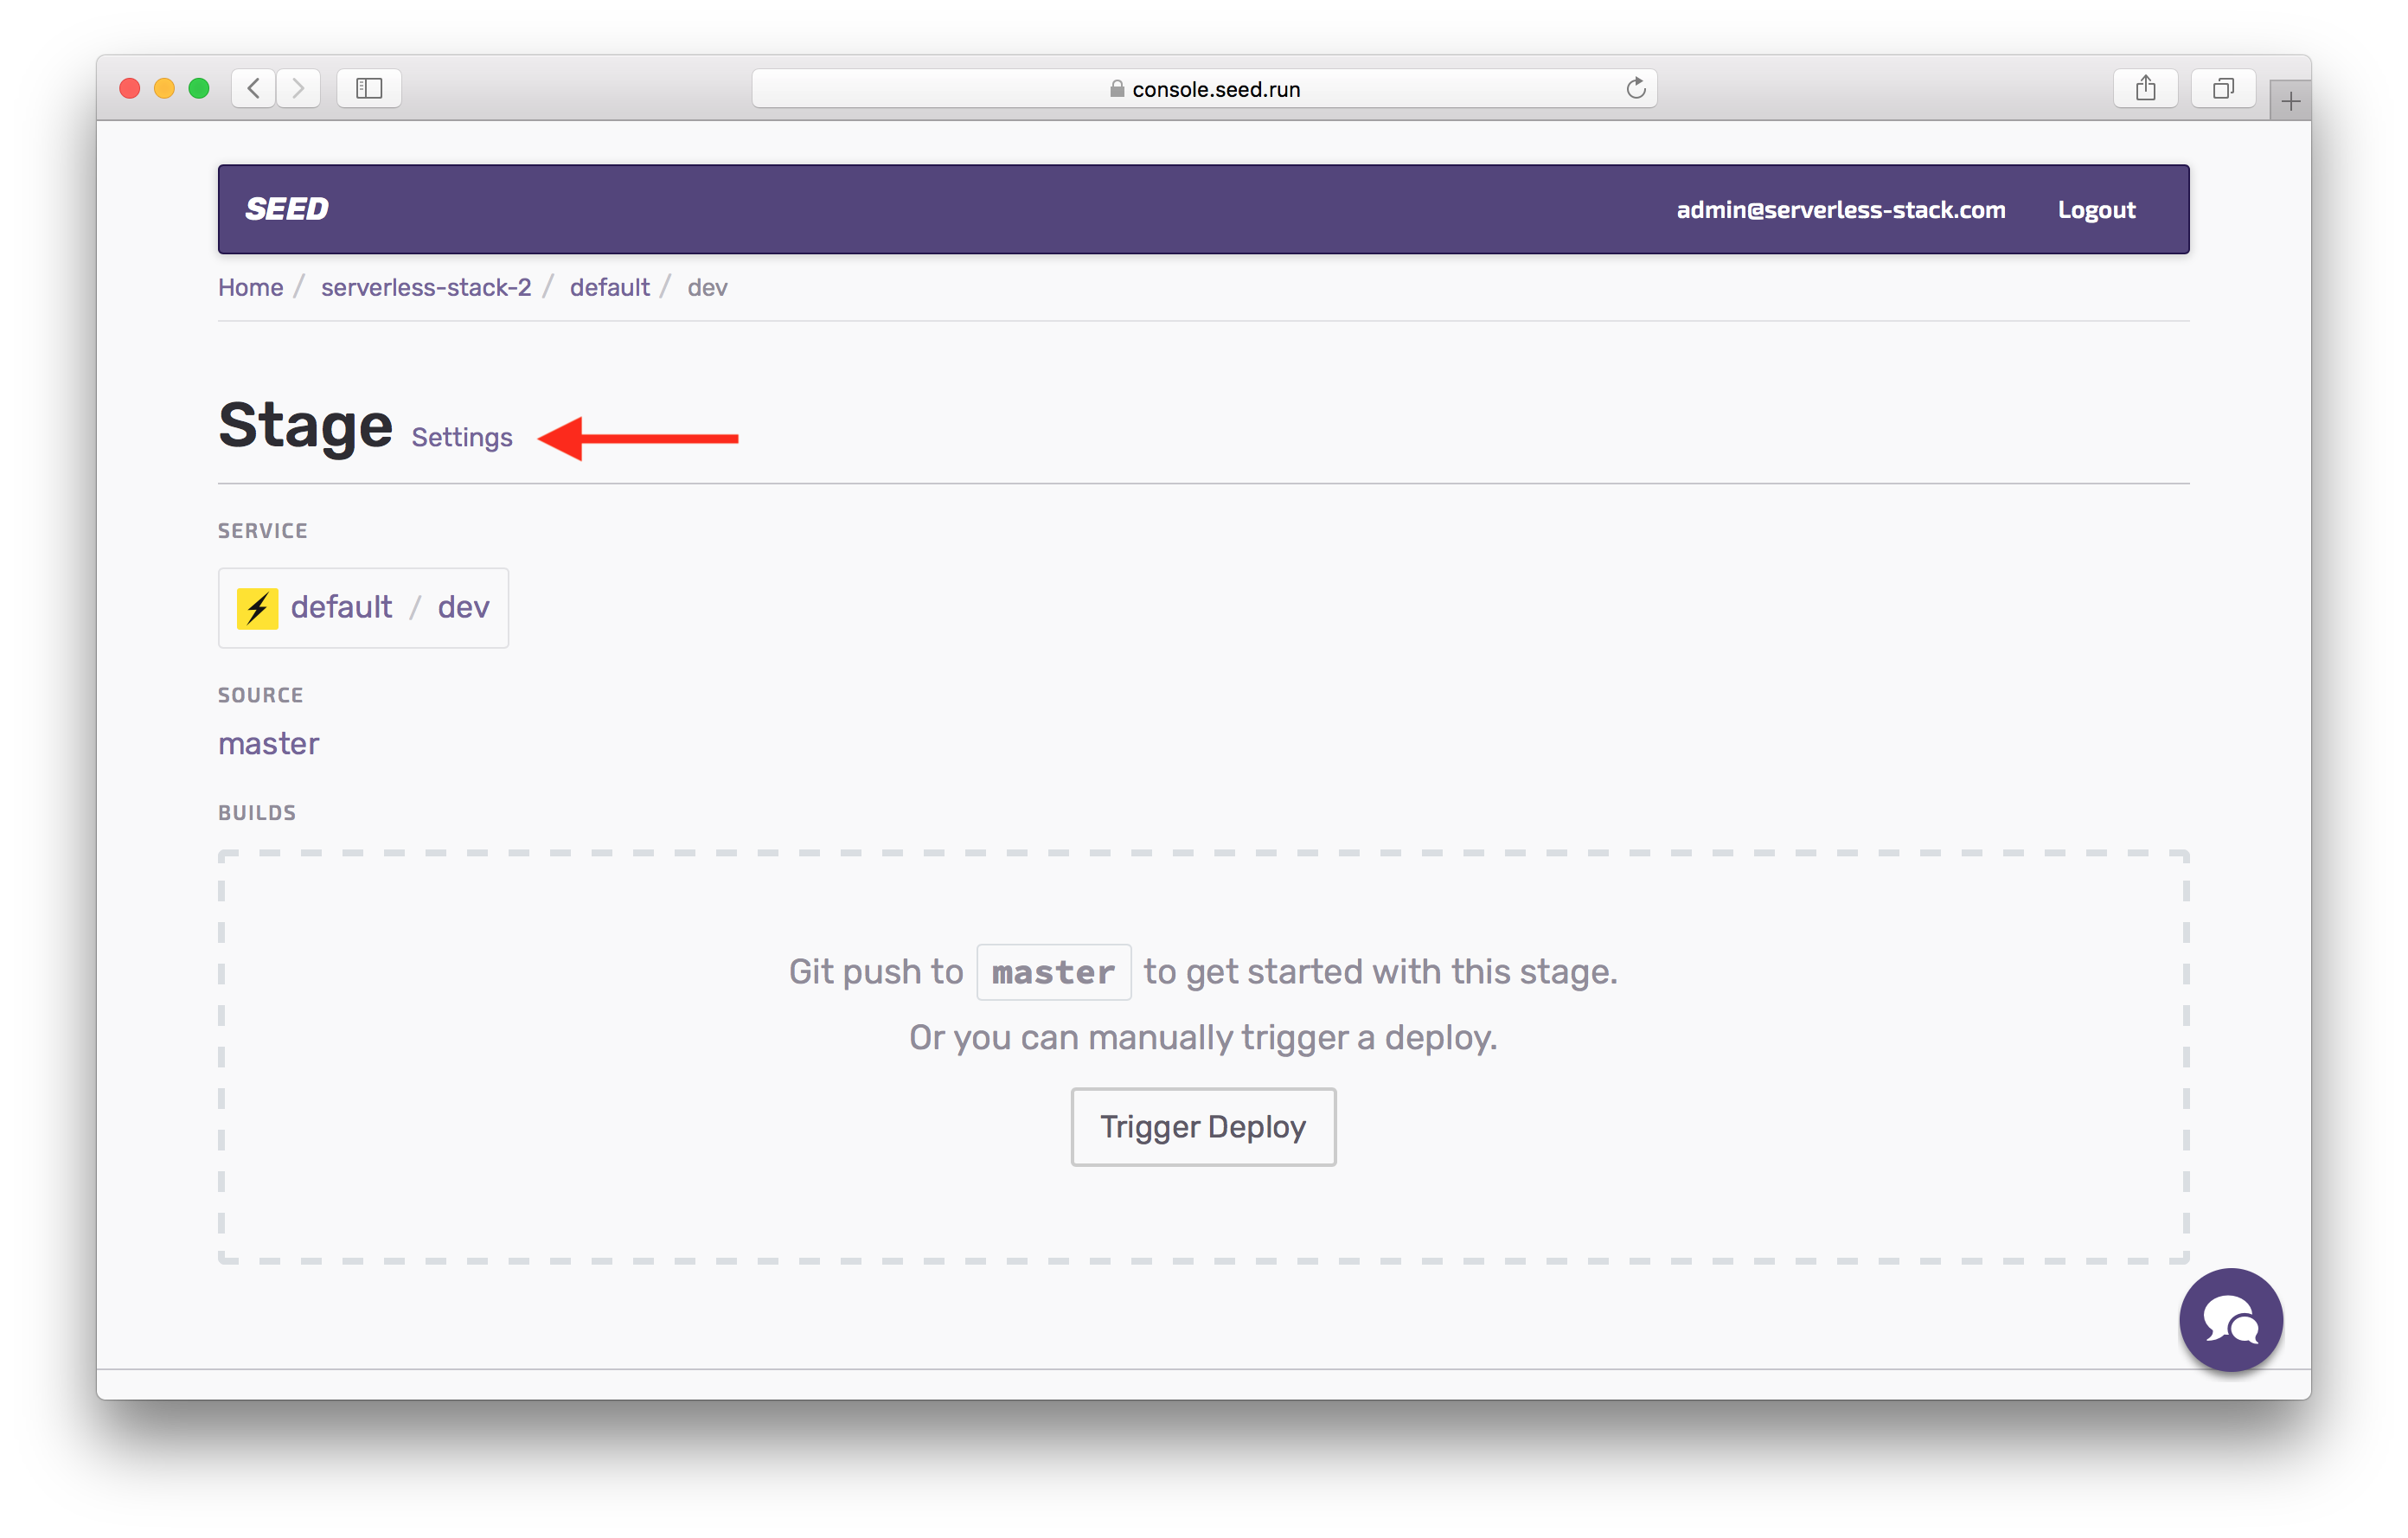 console.seed.run
SEED admin@serverless-stack.com Logout
Home / serverless-stack-2 / default / dev
Stage Settings
SERVICE
default / dev
SOURCE
master
BUILDS
Git push to master to get started with this stage.
Or you can manually trigger a deploy.
Trigger Deploy